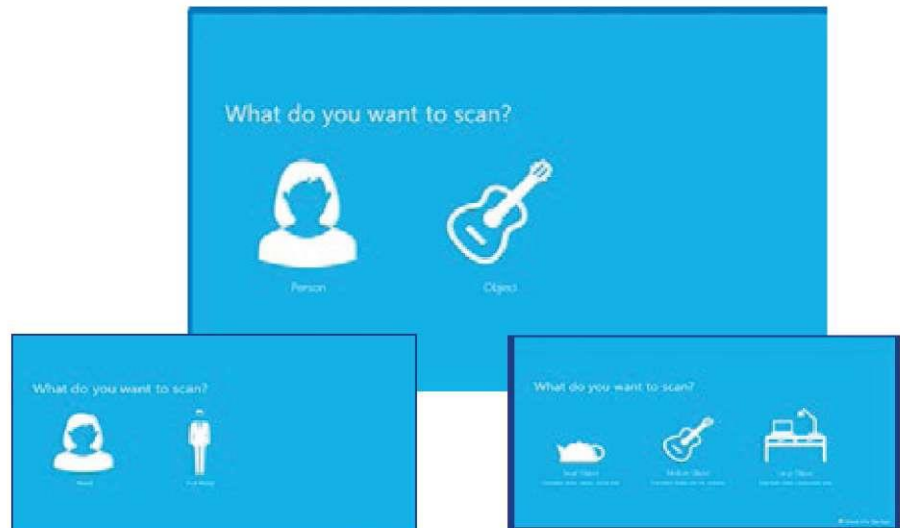 What do you want to scan?
Person
Object
What do you want to scan?
Head
Full Body
What do you want to scan?
Small Object
Medium Object
Large Object